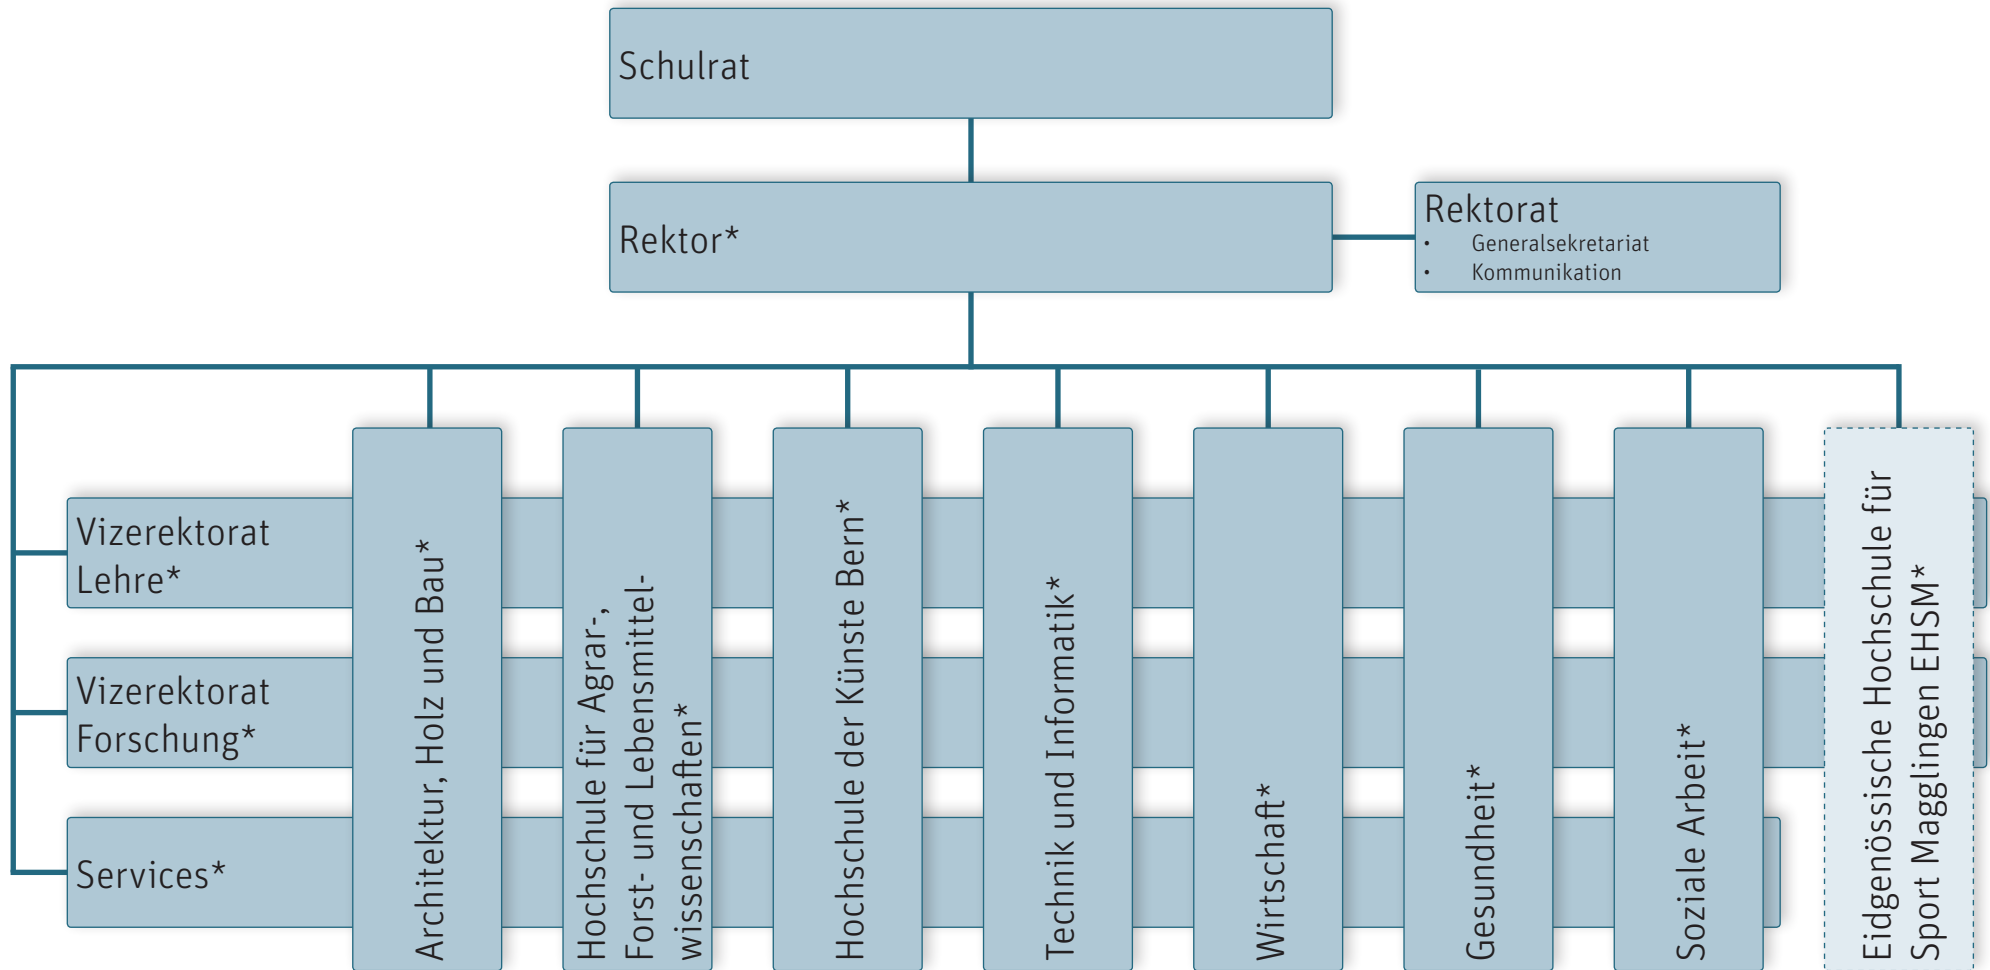 Schulrat
Rektor*
Rektorat
• Generalsekretariat
• Kommunikation
Vizerektorat
Lehre*
Vizerektorat
Forschung*
Services*
Architektur, Holz und Bau*
Hochschule für Agrar-,
Forst- und Lebensmittel-
wissenschaften*
Hochschule der Künste Bern*
Technik und Informatik*
Wirtschaft*
Gesundheit*
Soziale Arbeit*
Eidgenössische Hochschule für
Sport Magglingen EHSM*